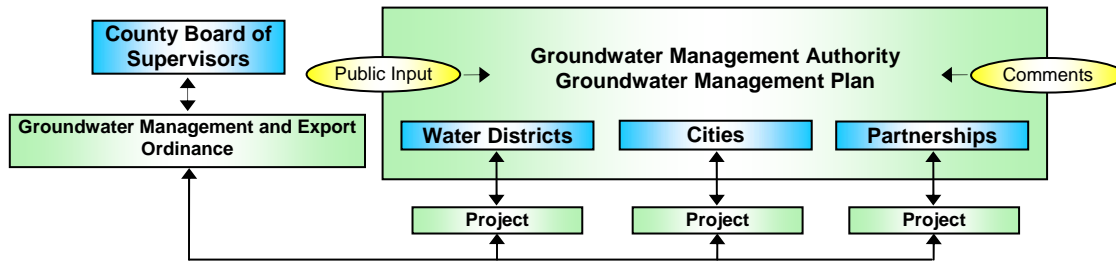 County Board of
Supervisors
Groundwater Management and Export
Ordinance
Public Input
Groundwater Management Authority
Groundwater Management Plan
Comments
Water Districts
Cities
Partnerships
Project
Project
Project